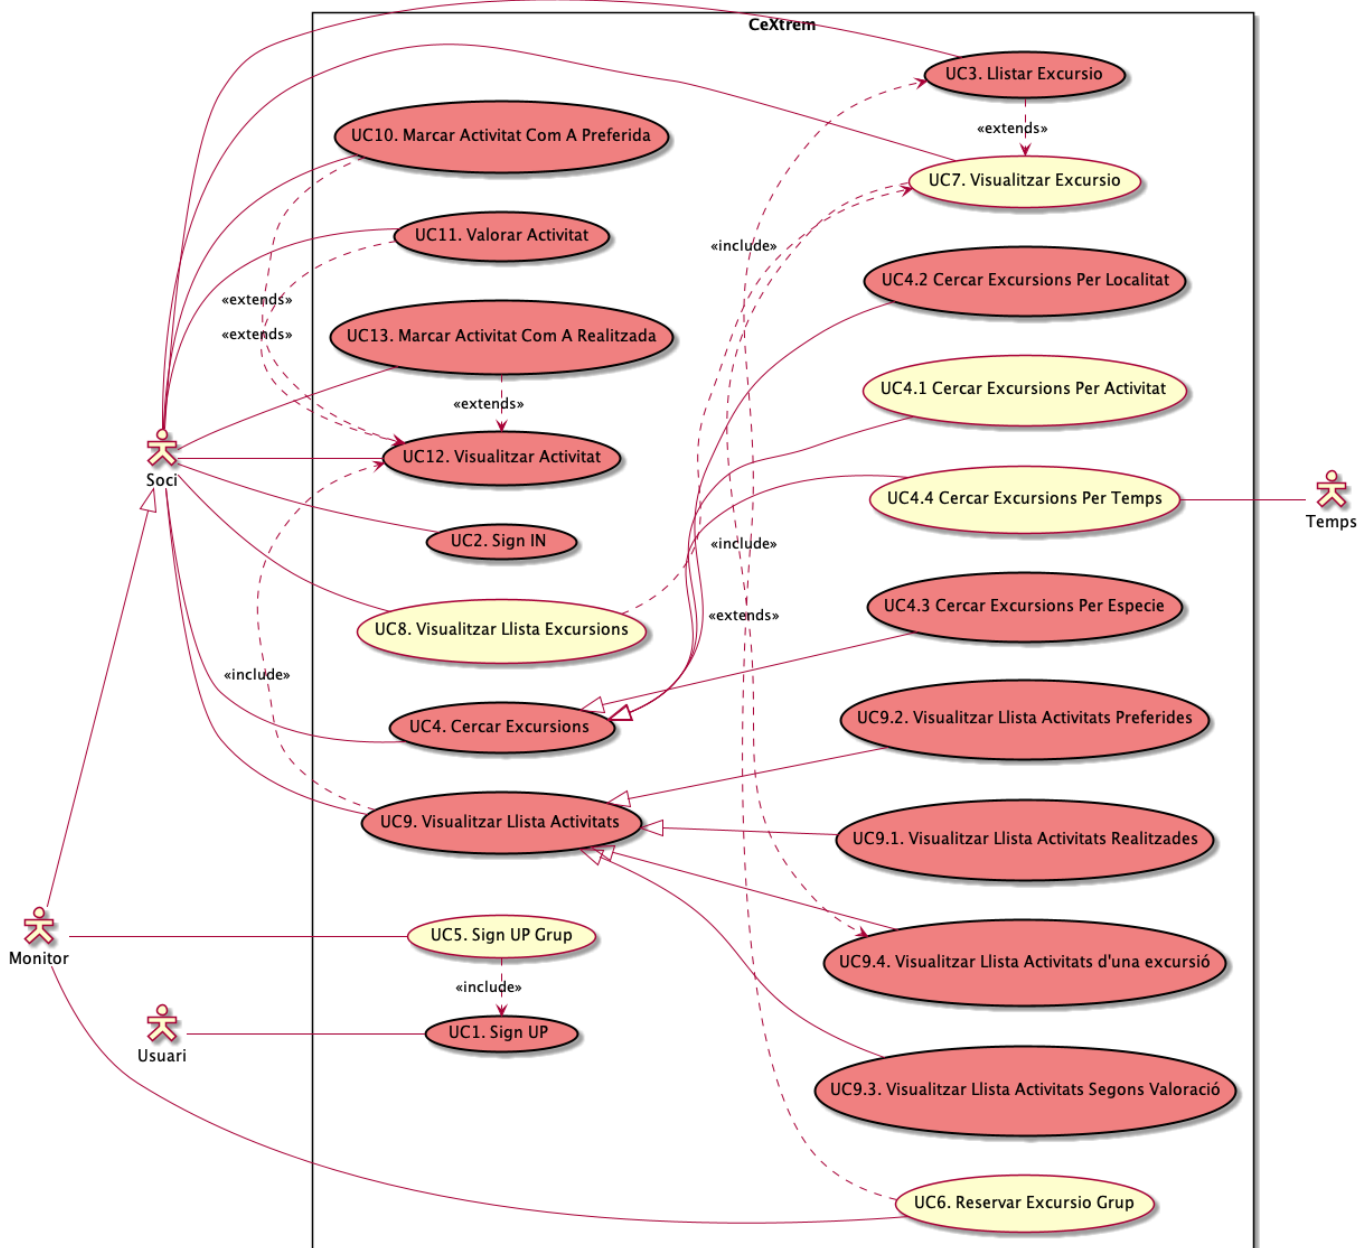 CeXtrem
UC3. Llistar Excursio
«extends»
UC10. Marcar Activitat Com A Preferida
UC7. Visualitzar Excursio
UC11. Valorar Activitat
«include»
UC4.2 Cercar Excursions Per Localitat
«extends»
«extends»
UC13. Marcar Activitat Com A Realitzada
UC4.1 Cercar Excursions Per Activitat
«extends»
UC12. Visualitzar Activitat
Soci
UC4.4 Cercar Excursions Per Temps
Temps
UC2. Sign IN
«include»
UC4.3 Cercar Excursions Per Especie
«extends»
UC8. Visualitzar Llista Excursions
«include»
UC4. Cercar Excursions
UC9.2. Visualitzar Llista Activitats Preferides
UC9. Visualitzar Llista Activitats
UC9.1. Visualitzar Llista Activitats Realitzades
UC5. Sign UP Grup
Monitor
UC9.4. Visualitzar Llista Activitats d'una excursió
«include»
UC1. Sign UP
Usuari
UC9.3. Visualitzar Llista Activitats Segons Valoració
UC6. Reservar Excursio Grup